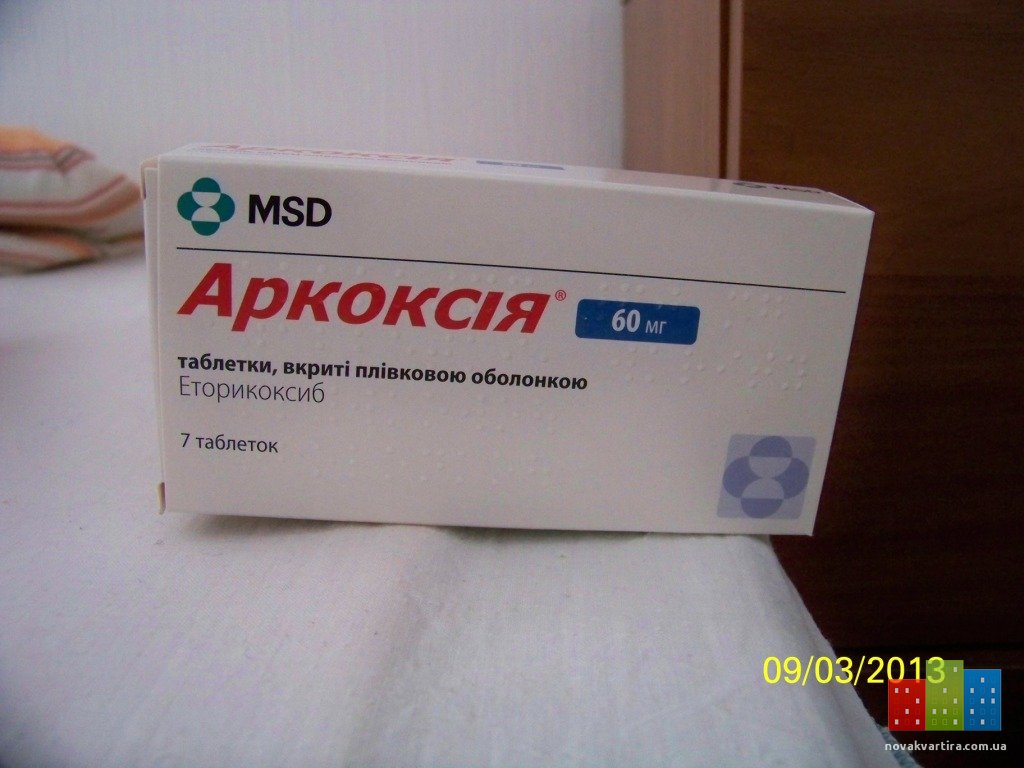 MSD
Аркоксія® 60 мг
таблетки, вкриті плівковою оболонкою
Еторикоксиб
7 таблеток
09/03/2013
novakvartira.com.ua